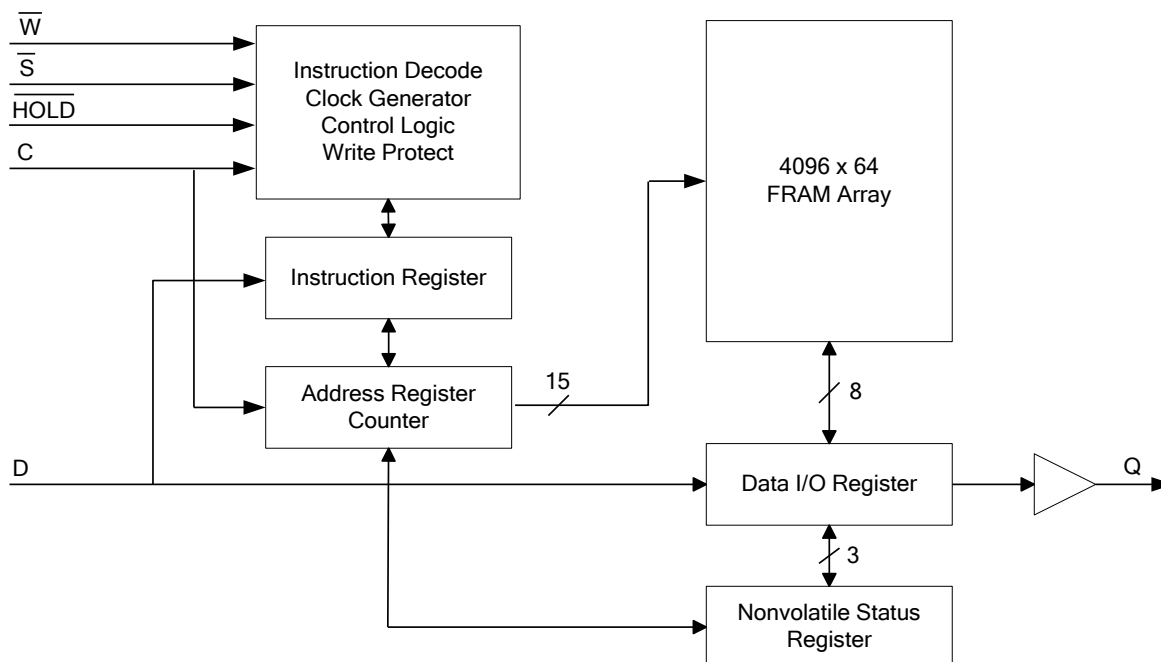 W
S
HOLD
C
Instruction Decode
Clock Generator
Control Logic
Write Protect
4096 x 64
FRAM Array
Instruction Register
Address Register
Counter
15
8
D
Data I/O Register
Q
3
Nonvolatile Status
Register